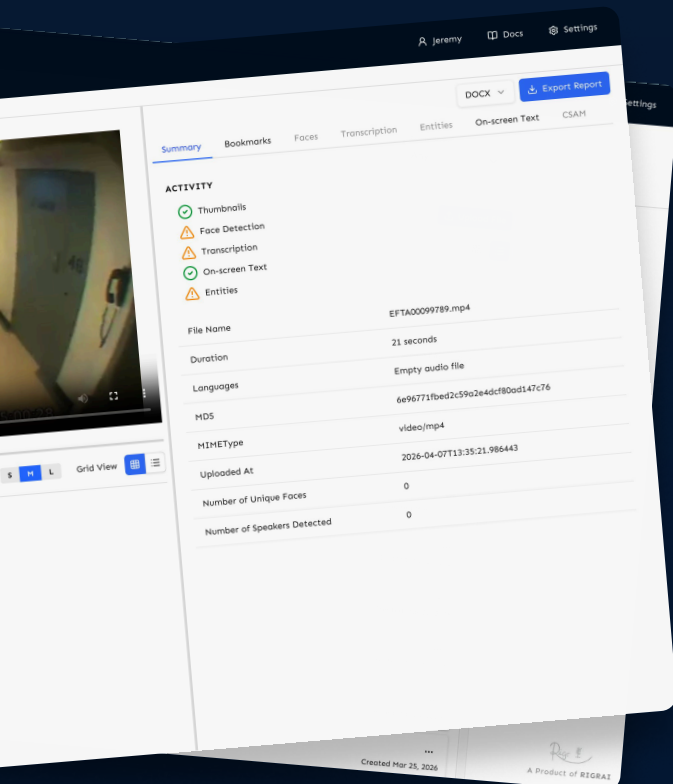 Jeremy
Docs
Settings
DOCX
Export Report
Settings
Summary
Bookmarks
Faces
Transcription
Entities
On-screen Text
CSAM
ACTIVITY
Thumbnails
Face Detection
Transcription
On-screen Text
Entities
File Name EFTA00099789.mp4
Duration 21 seconds
Languages Empty audio file
MD5 6e96771fbed2c59a2e4dcf80ad147c76
MIMEType video/mp4
Uploaded At 2026-04-07T13:35:21.986443
Number of Unique Faces 0
Number of Speakers Detected 0
S M L Grid View
Created Mar 25, 2026
A Product of RIGRAI